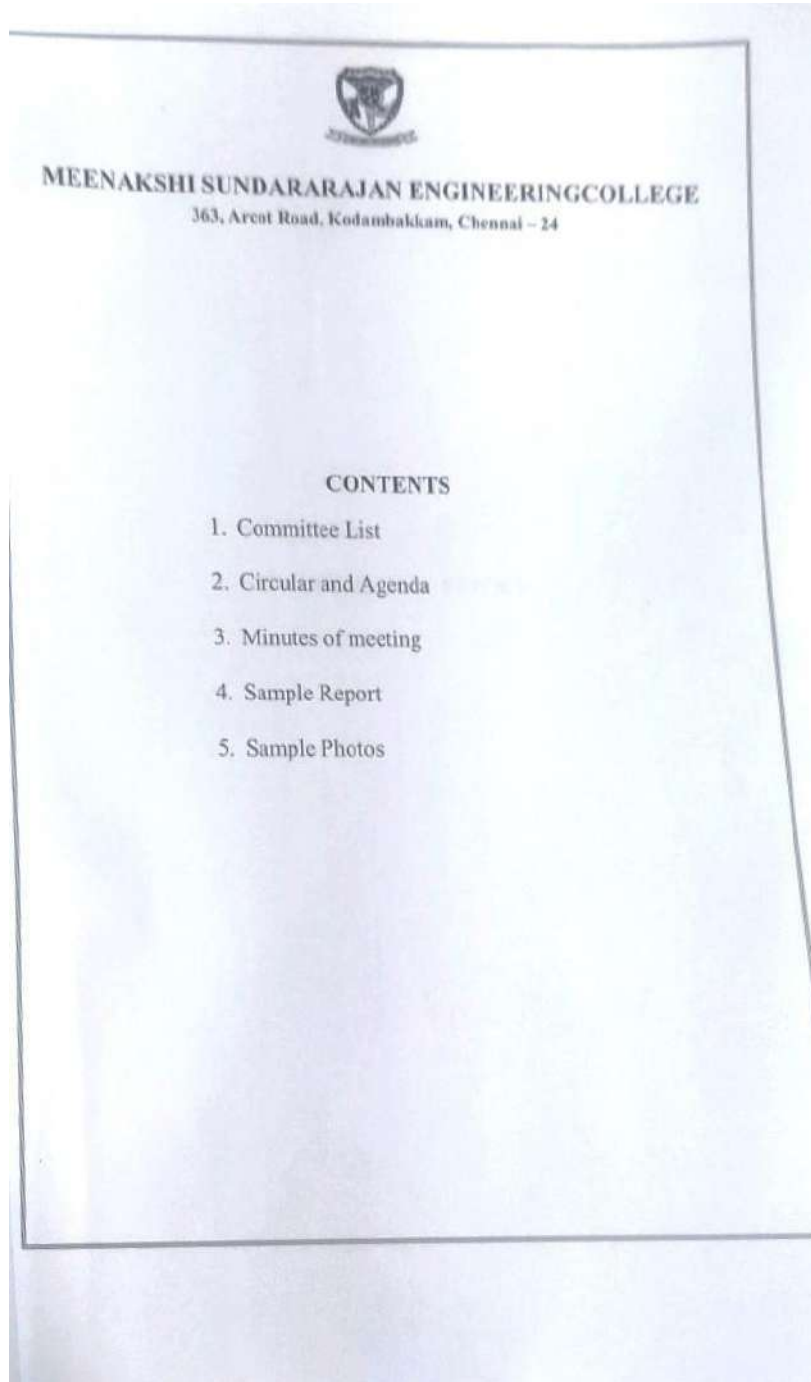 MEENAKSHI SUNDARARAJAN ENGINEERINGCOLLEGE
363, Arcot Road, Kodambakkam, Chennai – 24
CONTENTS
1. Committee List
2. Circular and Agenda
3. Minutes of meeting
4. Sample Report
5. Sample Photos